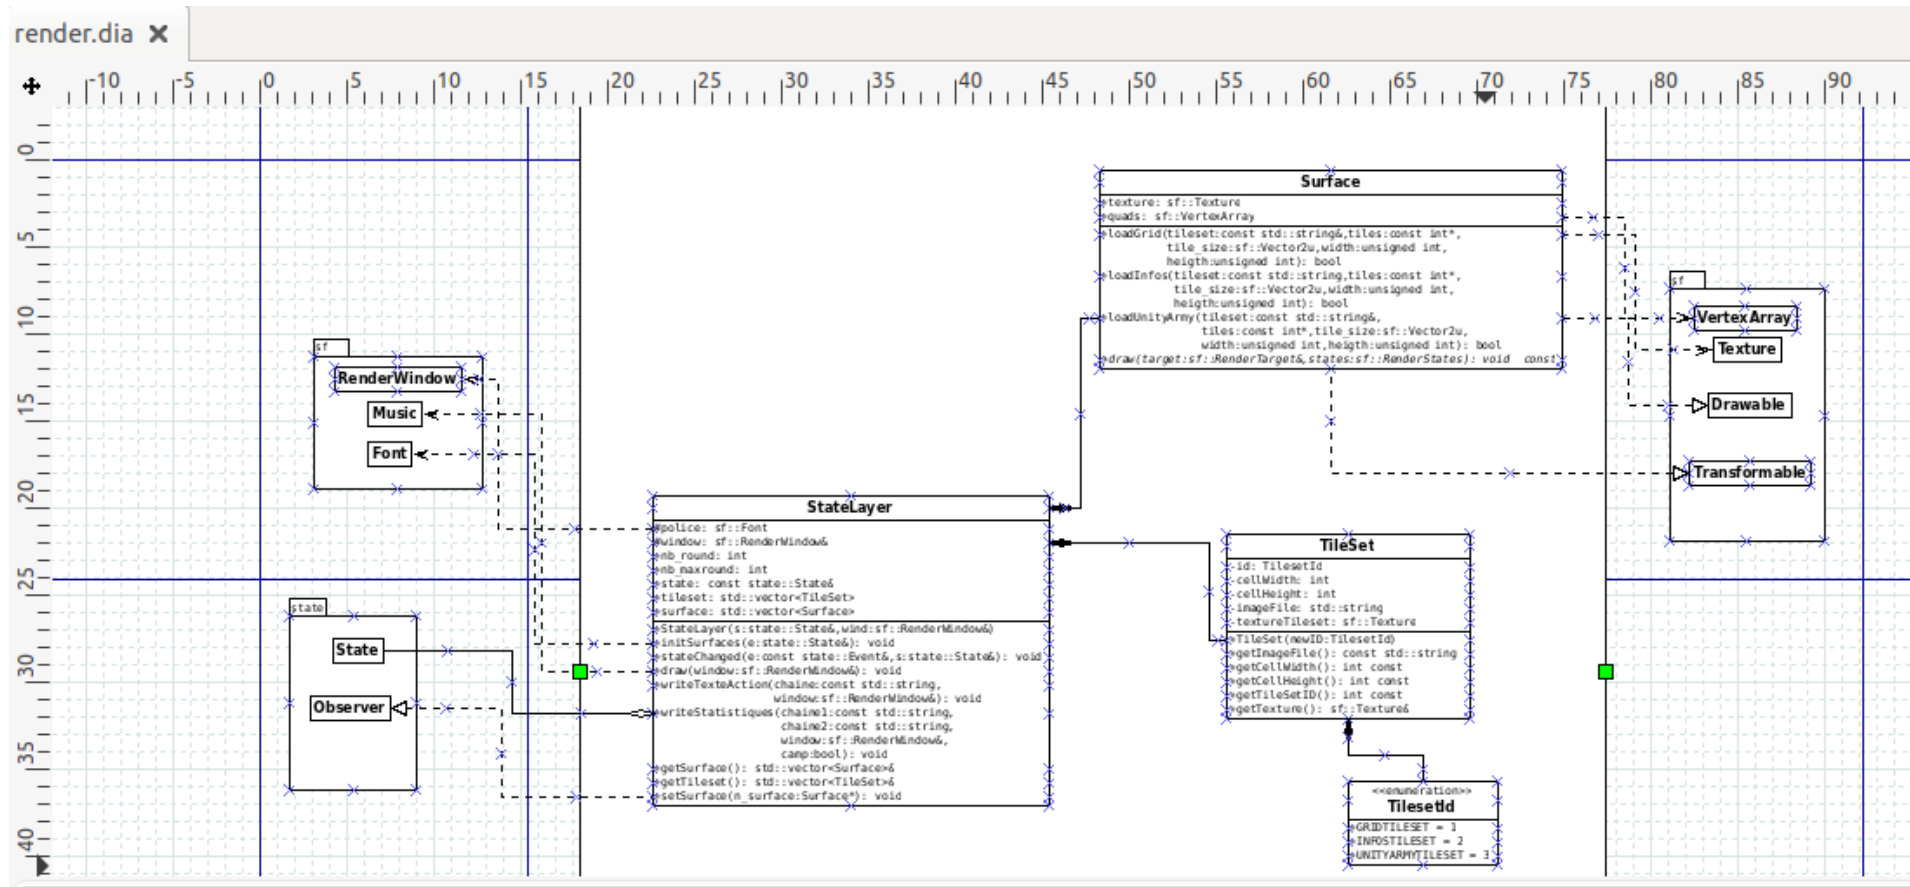 render.dia
-10 -5 0 5 10 15 20 25 30 35 40 45 50 55 60 65 70 75 80 85 90
0
5
10
15
20
25
30
35
40
Surface
+texture: sf::Texture
+quads: sf::VertexArray
+loadGrid(tileset:const std::string&,tiles:const int*,
tile_size:sf::Vector2u,width:unsigned int,
heigth:unsigned int): bool
+loadInfos(tileset:const std::string,tiles:const int*,
tile_size:sf::Vector2u,width:unsigned int,
heigth:unsigned int): bool
+loadUnityArmy(tileset:const std::string&,
tiles:const int*,tile_size:sf::Vector2u,
width:unsigned int,heigth:unsigned int): bool
+draw(target:sf::RenderTarget&,states:sf::RenderStates): void const
sf
VertexArray
Texture
Drawable
Transformable
sf
RenderWindow
Music
Font
StateLayer
#police: sf::Font
#window: sf::RenderWindow&
+nb_round: int
+nb_maxround: int
+state: const state::State&
+tileset: std::vector<TileSet>
+surface: std::vector<Surface>
+StateLayer(s:state::State&,wind:sf::RenderWindow&)
+initSurfaces(e:state::State&): void
+stateChanged(e:const state::Event&,s:state::State&): void
+draw(window:sf::RenderWindow&): void
+writeTexteAction(chaine:const std::string,
window:sf::RenderWindow&): void
+writeStatistiques(chaine1:const std::string,
chaine2:const std::string,
window:sf::RenderWindow&,
camp:bool): void
+getSurface(): std::vector<Surface>&
+getTileset(): std::vector<TileSet>&
+setSurface(n_surface:Surface*): void
TileSet
-id: TilesetId
-cellWidth: int
-cellHeight: int
-imageFile: std::string
-textureTileset: sf::Texture
+TileSet(newID:TilesetId)
+getImageFile(): const std::string
+getCellWidth(): int const
+getCellHeight(): int const
+getTileSetID(): int const
+getTexture(): sf::Texture&
state
State
Observer
<<enumeration>>
TilesetId
+GRIDTILESET = 1
+INFOSTILESET = 2
+UNITYARMYTILESET = 3